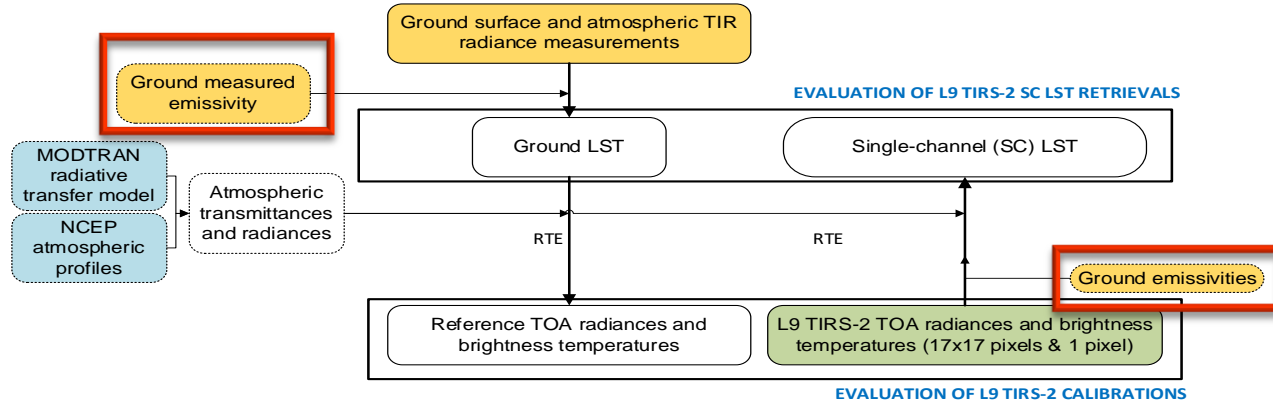 Ground surface and atmospheric TIR
radiance measurements
Ground measured
emissivity
EVALUATION OF L9 TIRS-2 SC LST RETRIEVALS
Ground LST
Single-channel (SC) LST
MODTRAN
radiative
transfer model
NCEP
atmospheric
profiles
Atmospheric
transmittances
and radiances
RTE
RTE
Ground emissivities
Reference TOA radiances and
brightness temperatures
L9 TIRS-2 TOA radiances and brightness
temperatures (17x17 pixels & 1 pixel)
EVALUATION OF L9 TIRS-2 CALIBRATIONS